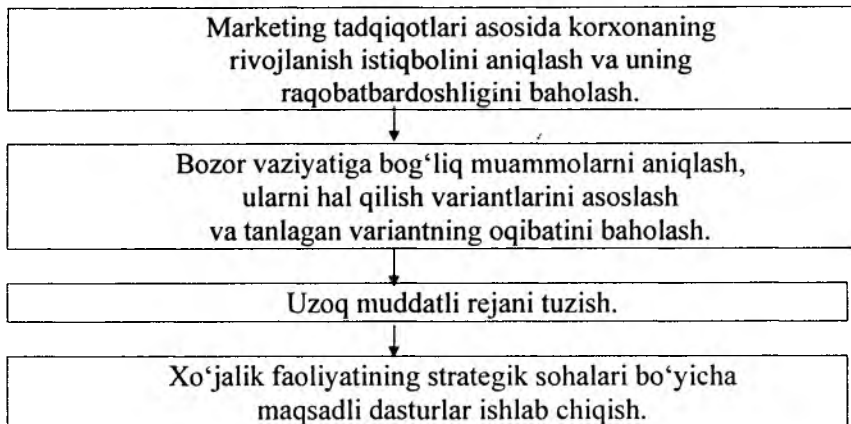 Marketing tadqiqotlari asosida korxonaning
rivojlanish istiqbolini aniqlash va uning
raqobatbardoshligini baholash.
Bozor vaziyatiga bog‘liq muammolarni aniqlash,
ularni hal qilish variantlarini asoslash
va tanlagan variantning oqibatini baholash.
Uzoq muddatli rejani tuzish.
Xo‘jalik faoliyatining strategik sohalari bo‘yicha
maqsadli dasturlar ishlab chiqish.